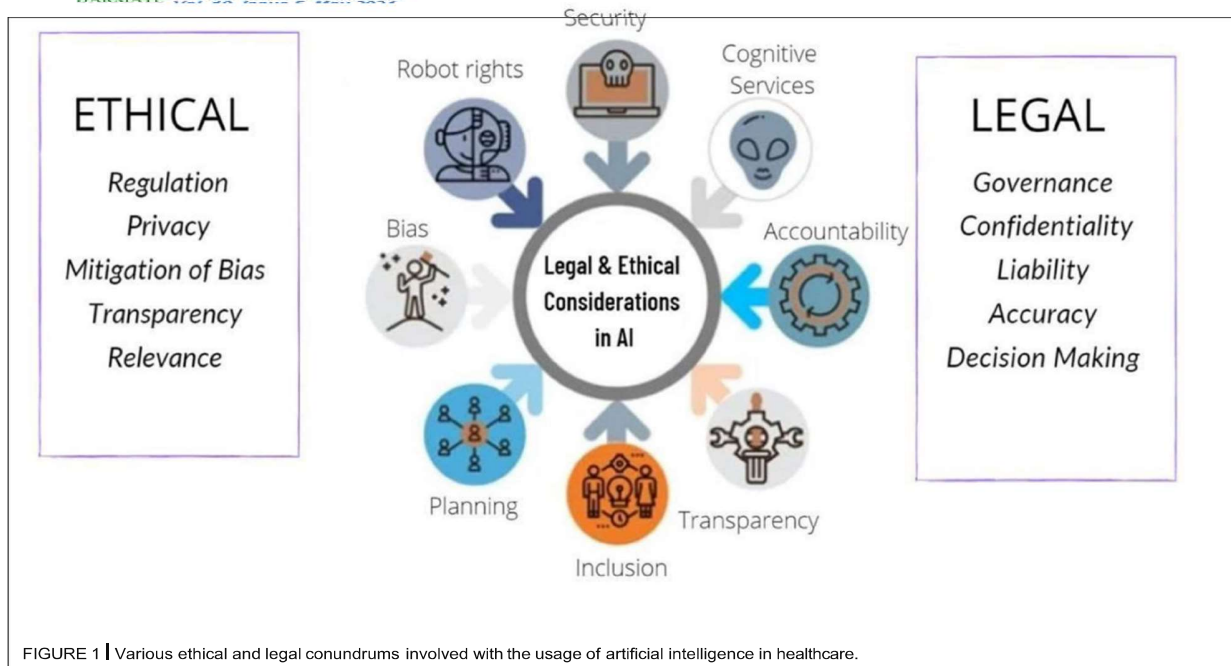 Security
Cognitive
Services
Robot rights
ETHICAL
Regulation
Privacy
Mitigation of Bias
Transparency
Relevance
Bias
Legal & Ethical
Considerations
in AI
Accountability
LEGAL
Governance
Confidentiality
Liability
Accuracy
Decision Making
Planning
Transparency
Inclusion
FIGURE 1 | Various ethical and legal conundrums involved with the usage of artificial intelligence in healthcare.